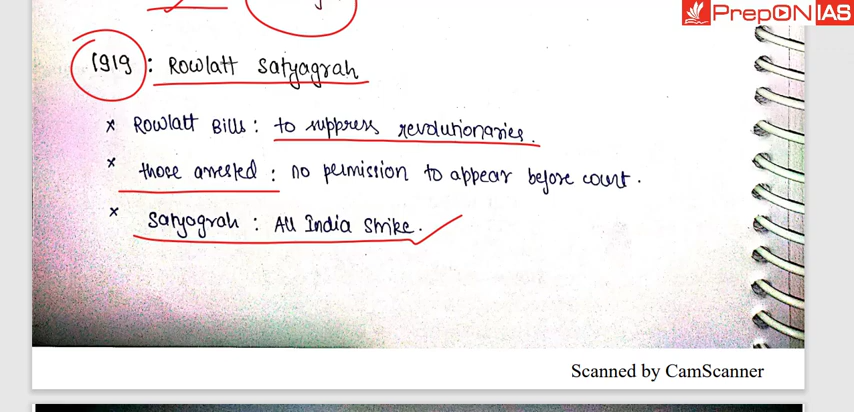 PrepON IAS
1919 : Rowlatt Satyagrah
x Rowlatt Bills : to suppress revolutionaries.
x those arrested : no permission to appear before court.
x Satyograh : All India Strike.
Scanned by CamScanner